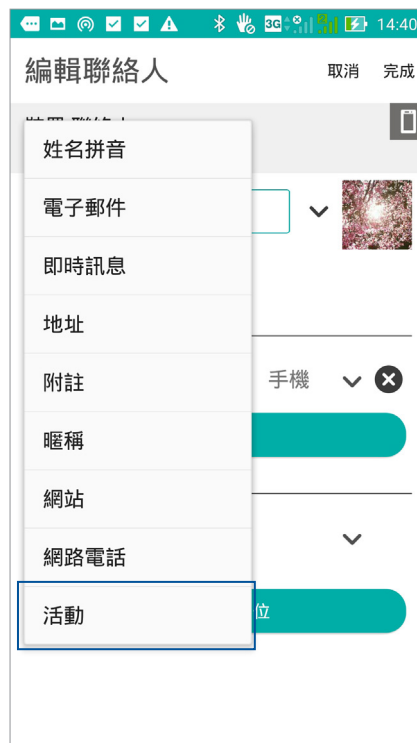 3G 14:40
編輯聯絡人 取消 完成
姓名拼音
電子郵件
即時訊息
地址
附註
手機
暱稱
網站
網路電話
活動
位